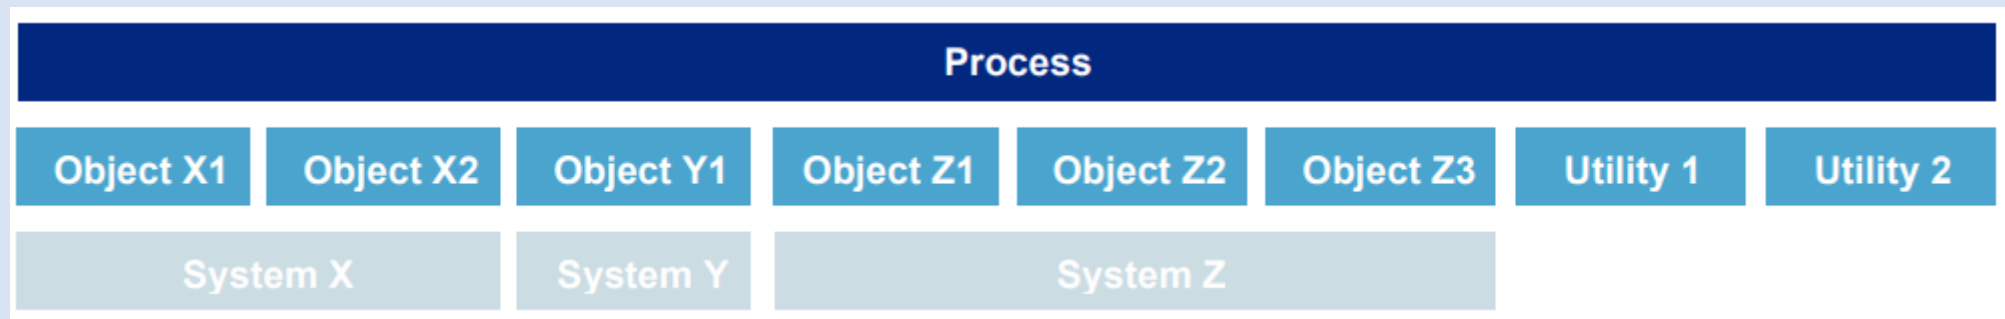 Process
Object X1 Object X2 Object Y1 Object Z1 Object Z2 Object Z3 Utility 1 Utility 2
System X System Y System Z